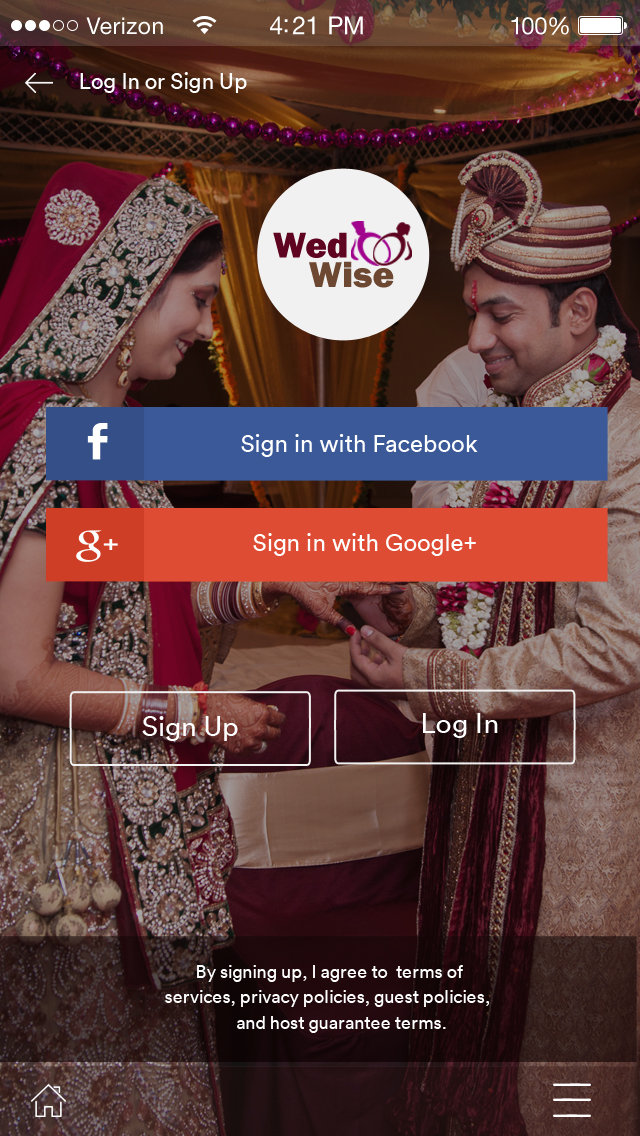 Verizon 4:21 PM 100%
Log In or Sign Up
Wed
Wise
f Sign in with Facebook
g+ Sign in with Google+
Sign Up Log In
By signing up, I agree to terms of
services, privacy policies, guest policies,
and host guarantee terms.